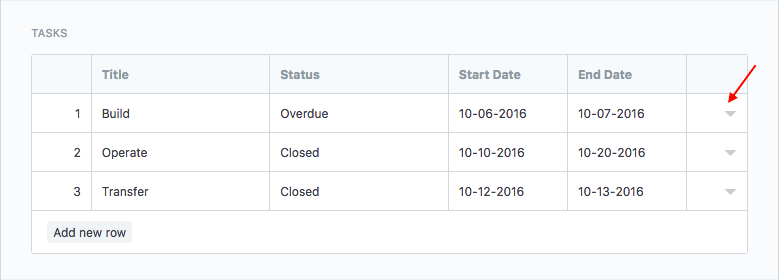 TASKS
Title Status Start Date End Date
1 Build Overdue 10-06-2016 10-07-2016
2 Operate Closed 10-10-2016 10-20-2016
3 Transfer Closed 10-12-2016 10-13-2016
Add new row